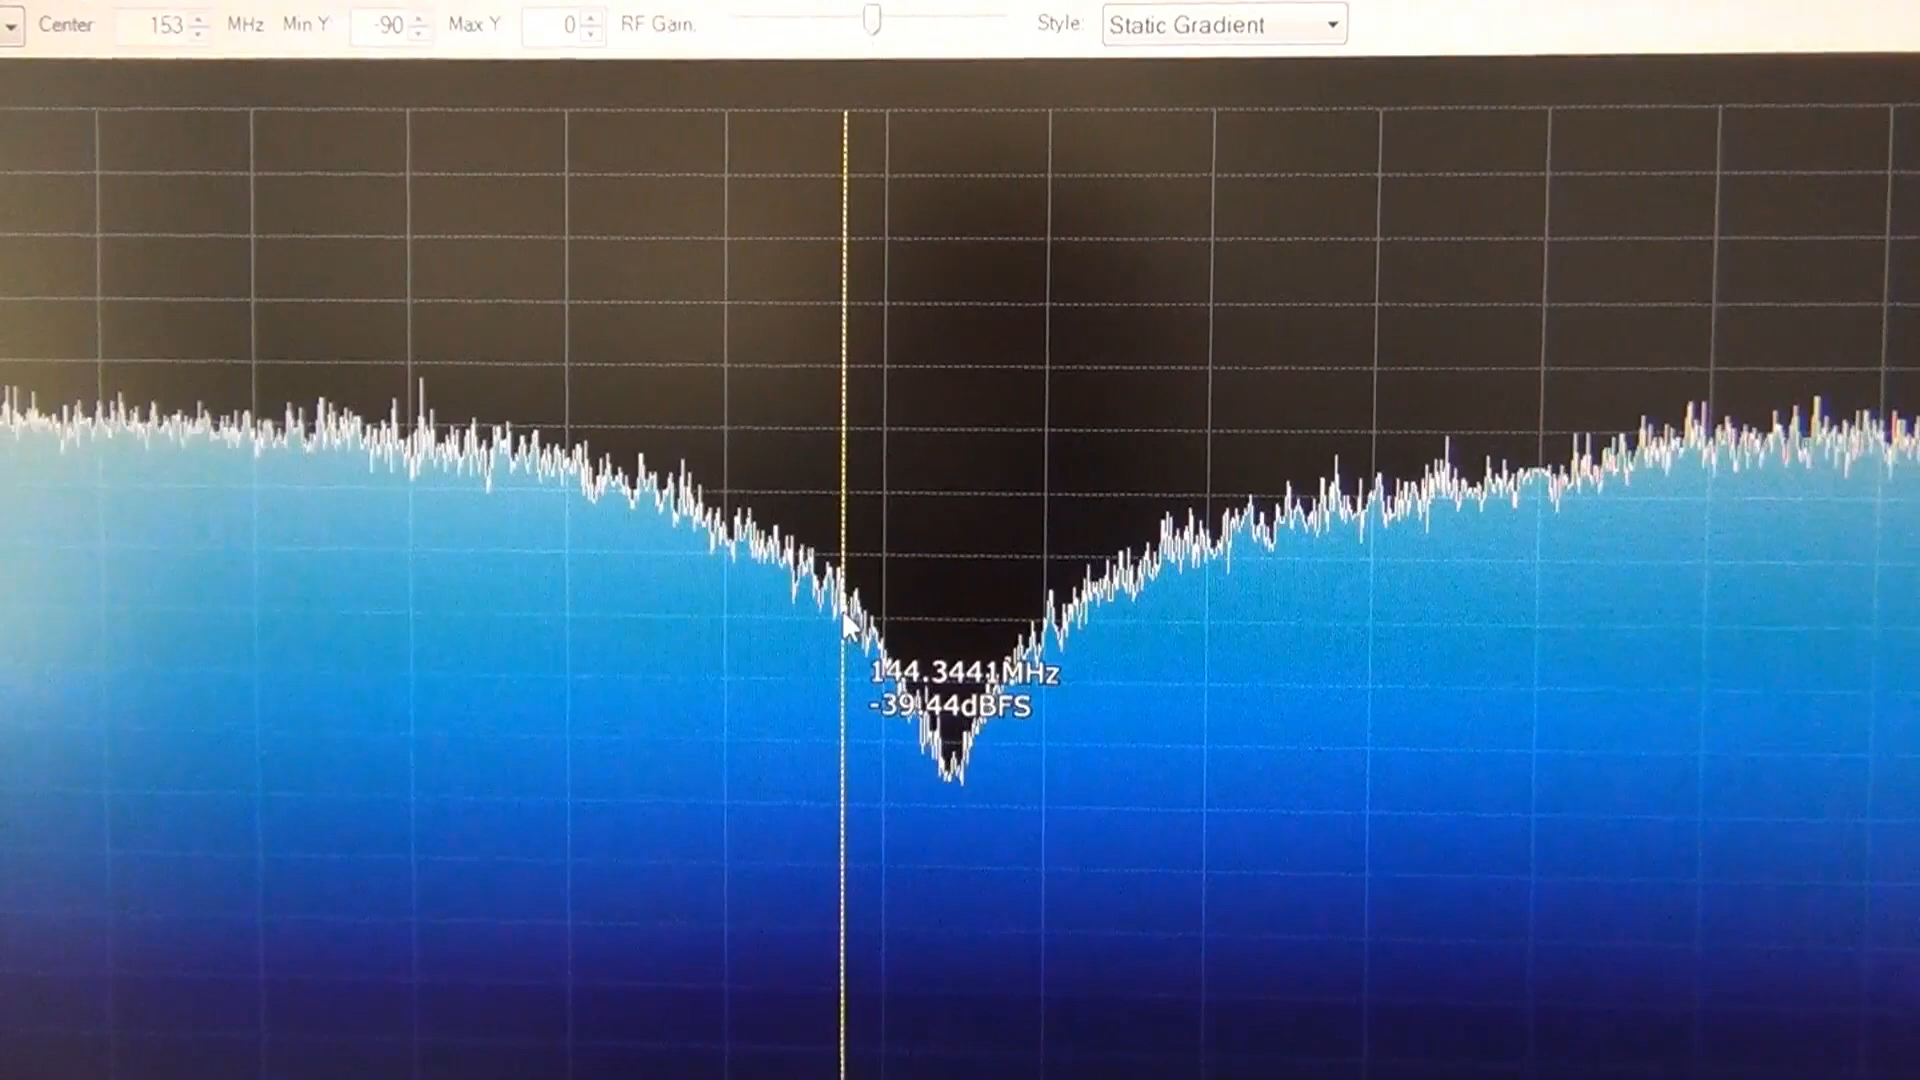 Center 153 MHz Min Y -90 Max Y 0 RF Gain. Style: Static Gradient
144.3441MHz
-39.44dBFS